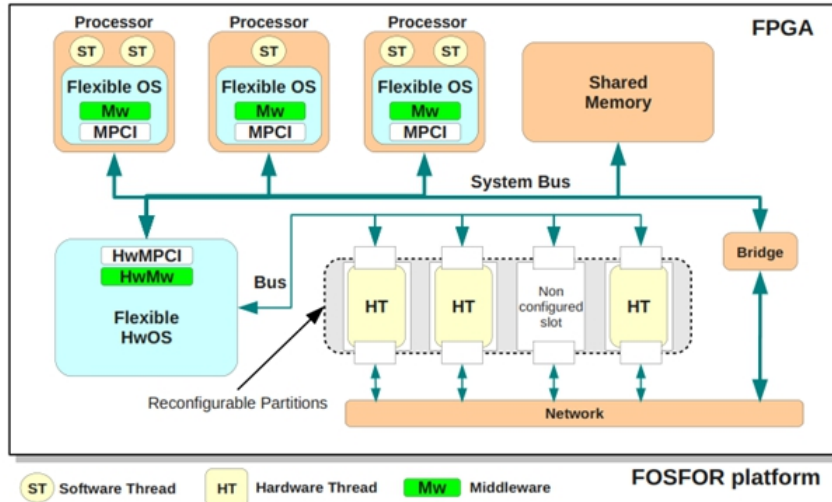 Processor
Processor
Processor
FPGA
ST
ST
ST
ST
ST
Flexible OS
Mw
MPCI
Flexible OS
Mw
MPCI
Flexible OS
Mw
MPCI
Shared
Memory
System Bus
HwMPCI
HwMw
Flexible
HwOS
Bus
Bridge
HT
HT
Non
configured
slot
HT
Reconfigurable Partitions
Network
ST Software Thread
HT Hardware Thread
Mw Middleware
FOSFOR platform